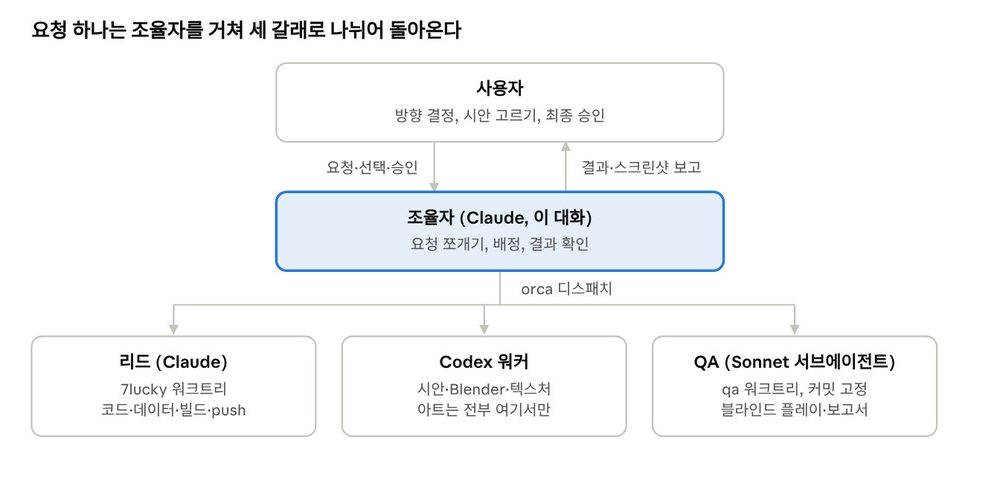 요청 하나는 조율자를 거쳐 세 갈래로 나뉘어 돌아온다
사용자
방향 결정, 시안 고르기, 최종 승인
요청·선택·승인
결과·스크린샷 보고
조율자 (Claude, 이 대화)
요청 쪼개기, 배정, 결과 확인
orca 디스패치
리드 (Claude)
7lucky 워크트리
코드·데이터·빌드·push
Codex 워커
시안·Blender·텍스처
아트는 전부 여기서만
QA (Sonnet 서브에이전트)
qa 워크트리, 커밋 고정
블라인드 플레이·보고서